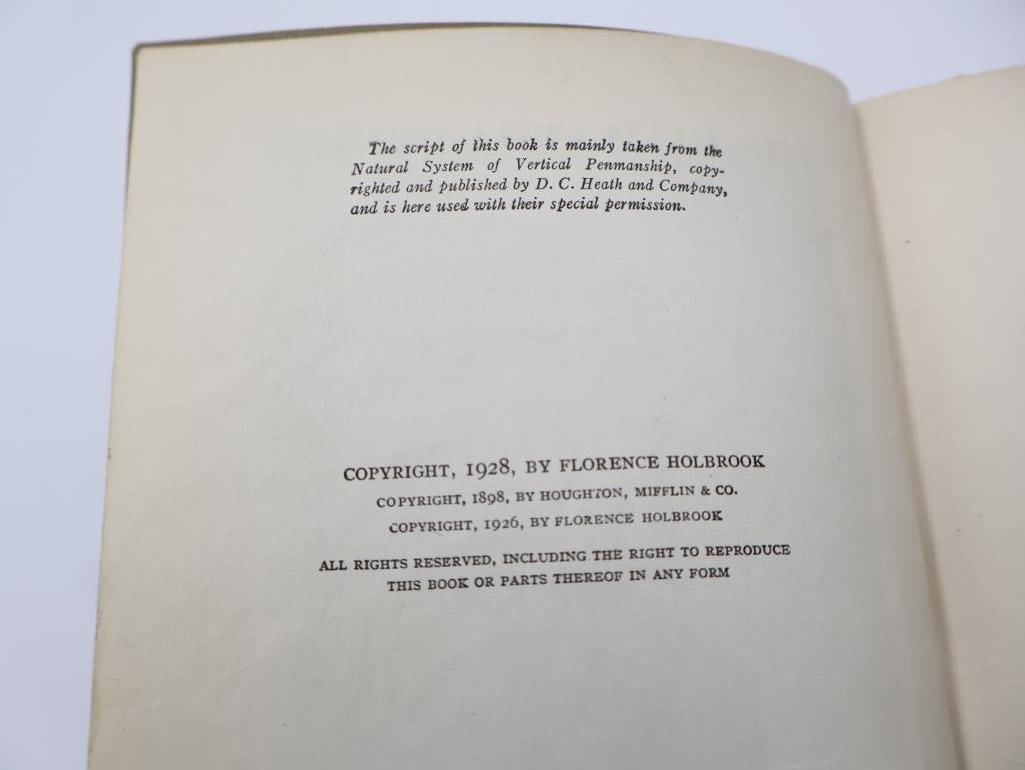 The script of this book is mainly taken from the
Natural System of Vertical Penmanship, copy-
righted and published by D. C. Heath and Company,
and is here used with their special permission.
COPYRIGHT, 1928, BY FLORENCE HOLBROOK
COPYRIGHT, 1898, BY HOUGHTON, MIFFLIN & CO.
COPYRIGHT, 1926, BY FLORENCE HOLBROOK
ALL RIGHTS RESERVED, INCLUDING THE RIGHT TO REPRODUCE
THIS BOOK OR PARTS THEREOF IN ANY FORM